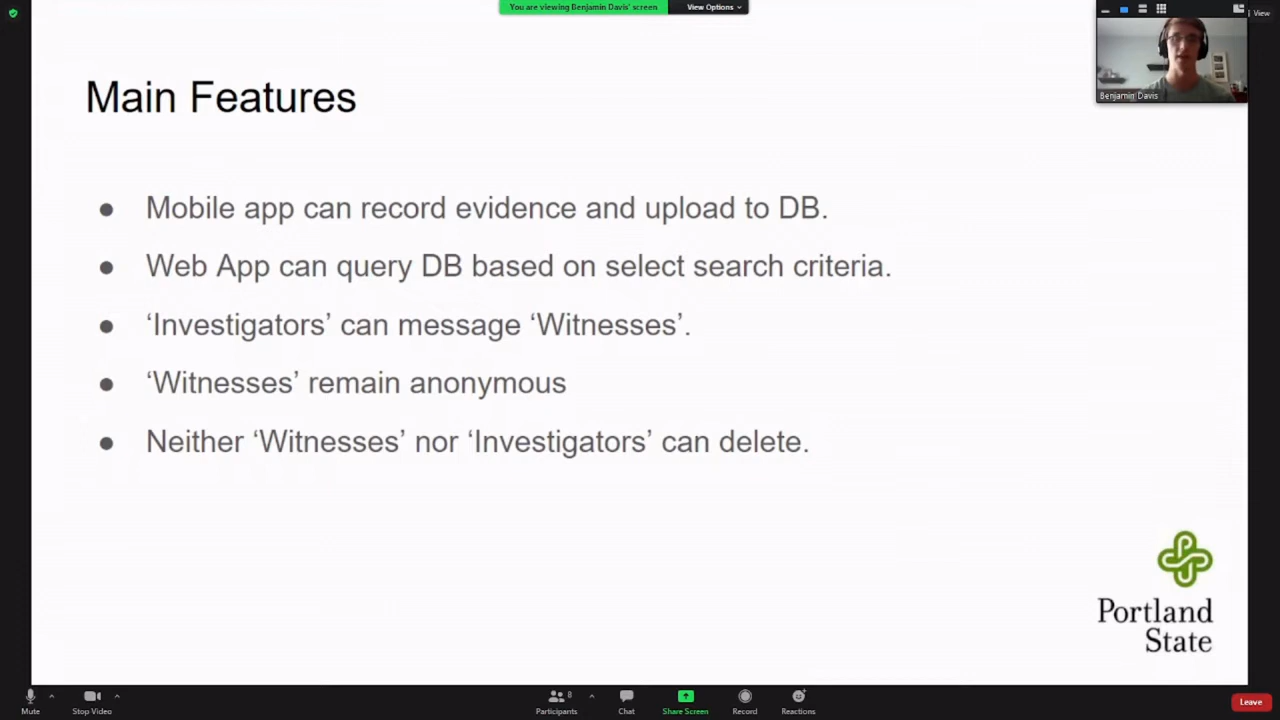 You are viewing Benjamin Davis' screen
View Options
View
Benjamin Davis
Main Features
● Mobile app can record evidence and upload to DB.
● Web App can query DB based on select search criteria.
● ‘Investigators’ can message ‘Witnesses’.
● ‘Witnesses’ remain anonymous
● Neither ‘Witnesses’ nor ‘Investigators’ can delete.
Portland
State
Mute
Stop Video
8
Participants
Chat
Share Screen
Record
Reactions
Leave